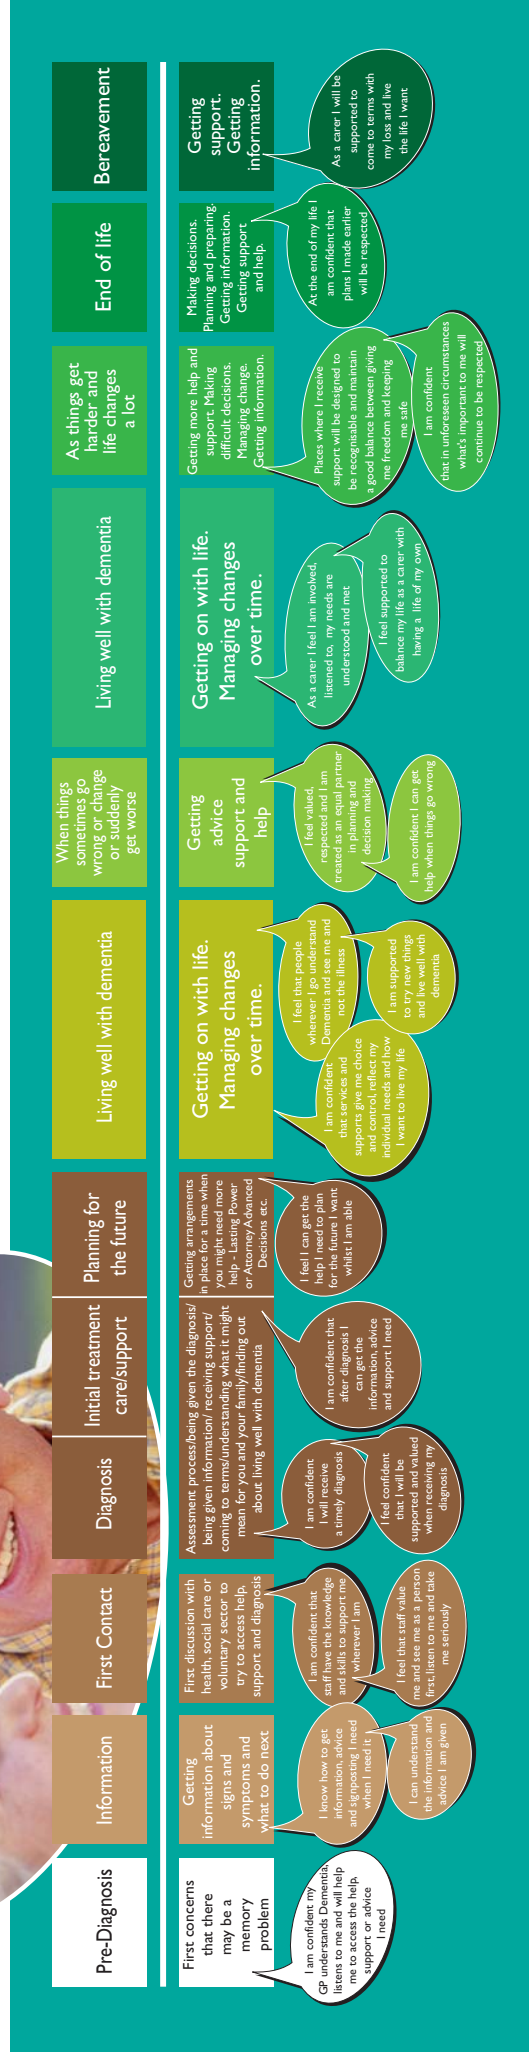 Pre-Diagnosis
First concerns
that there
may be a
memory
problem
I am confident my
GP understands Dementia,
listens to me and will help
me to access the help,
support or advice
I need
Information
Getting
information about
signs and
symptoms and
what to do next
I know how to get
information, advice
and signposting I need
when I need it
I can understand
the information and
advice I am given
First Contact
First discussion with
health, social care or
voluntary sector to
try to access help,
support and diagnosis
I am confident that
staff have the knowledge
and skills to support me
wherever I am
I feel that staff value
me and see me as a person
first, listen to me and take
me seriously
Diagnosis
Initial treatment
care/support
Assessment process/being given the diagnosis/
being given information/ receiving support/
coming to terms/understanding what it might
mean for you and your family/finding out
about living well with dementia
I am confident
I will receive
a timely diagnosis
I feel confident
that I will be
supported and valued
when receiving my
diagnosis
I am confident that
after diagnosis I
can get the
information, advice
and support I need
Planning for
the future
Getting arrangements
in place for a time when
you might need more
help - Lasting Power
or Attorney Advanced
Decisions etc.
I feel I can get the
help I need to plan
for the future I want
whilst I am able
Living well with dementia
Getting on with life.
Managing changes
over time.
I am confident
that services and
supports give me choice
and control, reflect my
individual needs and how
I want to live my life
I feel that people
wherever I go understand
Dementia and see me and
not the illness
I am supported
to try new things
and live well with
dementia
When things
sometimes go
wrong or change
or suddenly
get worse
Getting
advice
support and
help
I feel valued,
respected and I am
treated as an equal partner
in planning and
decision making
I am confident I can get
help when things go wrong
Living well with dementia
Getting on with life.
Managing changes
over time.
As a carer I feel I am involved,
listened to, my needs are
understood and met
I feel supported to
balance my life as a carer with
having a life of my own
As things get
harder and
life changes
a lot
Getting more help and
support. Making
difficult decisions.
Managing change.
Getting information.
Places where I receive
support will be designed to
be recognisable and maintain
a good balance between giving
me freedom and keeping
me safe
I am confident
that in unforeseen circumstances
what's important to me will
continue to be respected
End of life
Making decisions.
Planning and preparing.
Getting information.
Getting support
and help.
At the end of my life I
am confident that
plans I made earlier
will be respected
Bereavement
Getting
support.
Getting
information.
As a carer I will be
supported to
come to terms with
my loss and live
the life I want